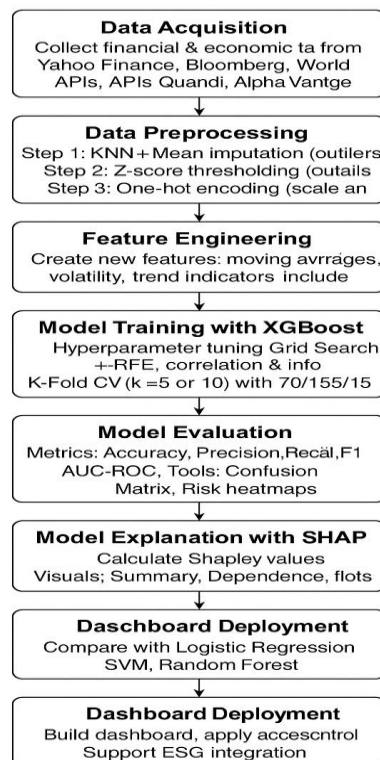 Data Acquisition
Collect financial & economic ta from
Yahoo Finance, Bloomberg, World
APIs, APIs Quandi, Alpha Vantge
Data Preprocessing
Step 1: KNN+Mean imputation (outilers
Step 2: Z-score thresholding (outails
Step 3: One-hot encoding (scale an
Feature Engineering
Create new features: moving avrráges,
volatility, trend indicators include
Model Training with XGBoost
Hyperparameter tuning Grid Search
+-RFE, correlation & info
K-Fold CV (k =5 or 10) with 70/155/15
Model Evaluation
Metrics: Accuracy, Precision,Recäl,F1
AUC-ROC, Tools: Confusion
Matrix, Risk heatmaps
Model Explanation with SHAP
Calculate Shapley values
Visuals; Summary, Dependence, flots
Daschboard Deployment
Compare with Logistic Regression
SVM, Random Forest
Dashboard Deployment
Build dashboard, apply accescntrol
Support ESG integration